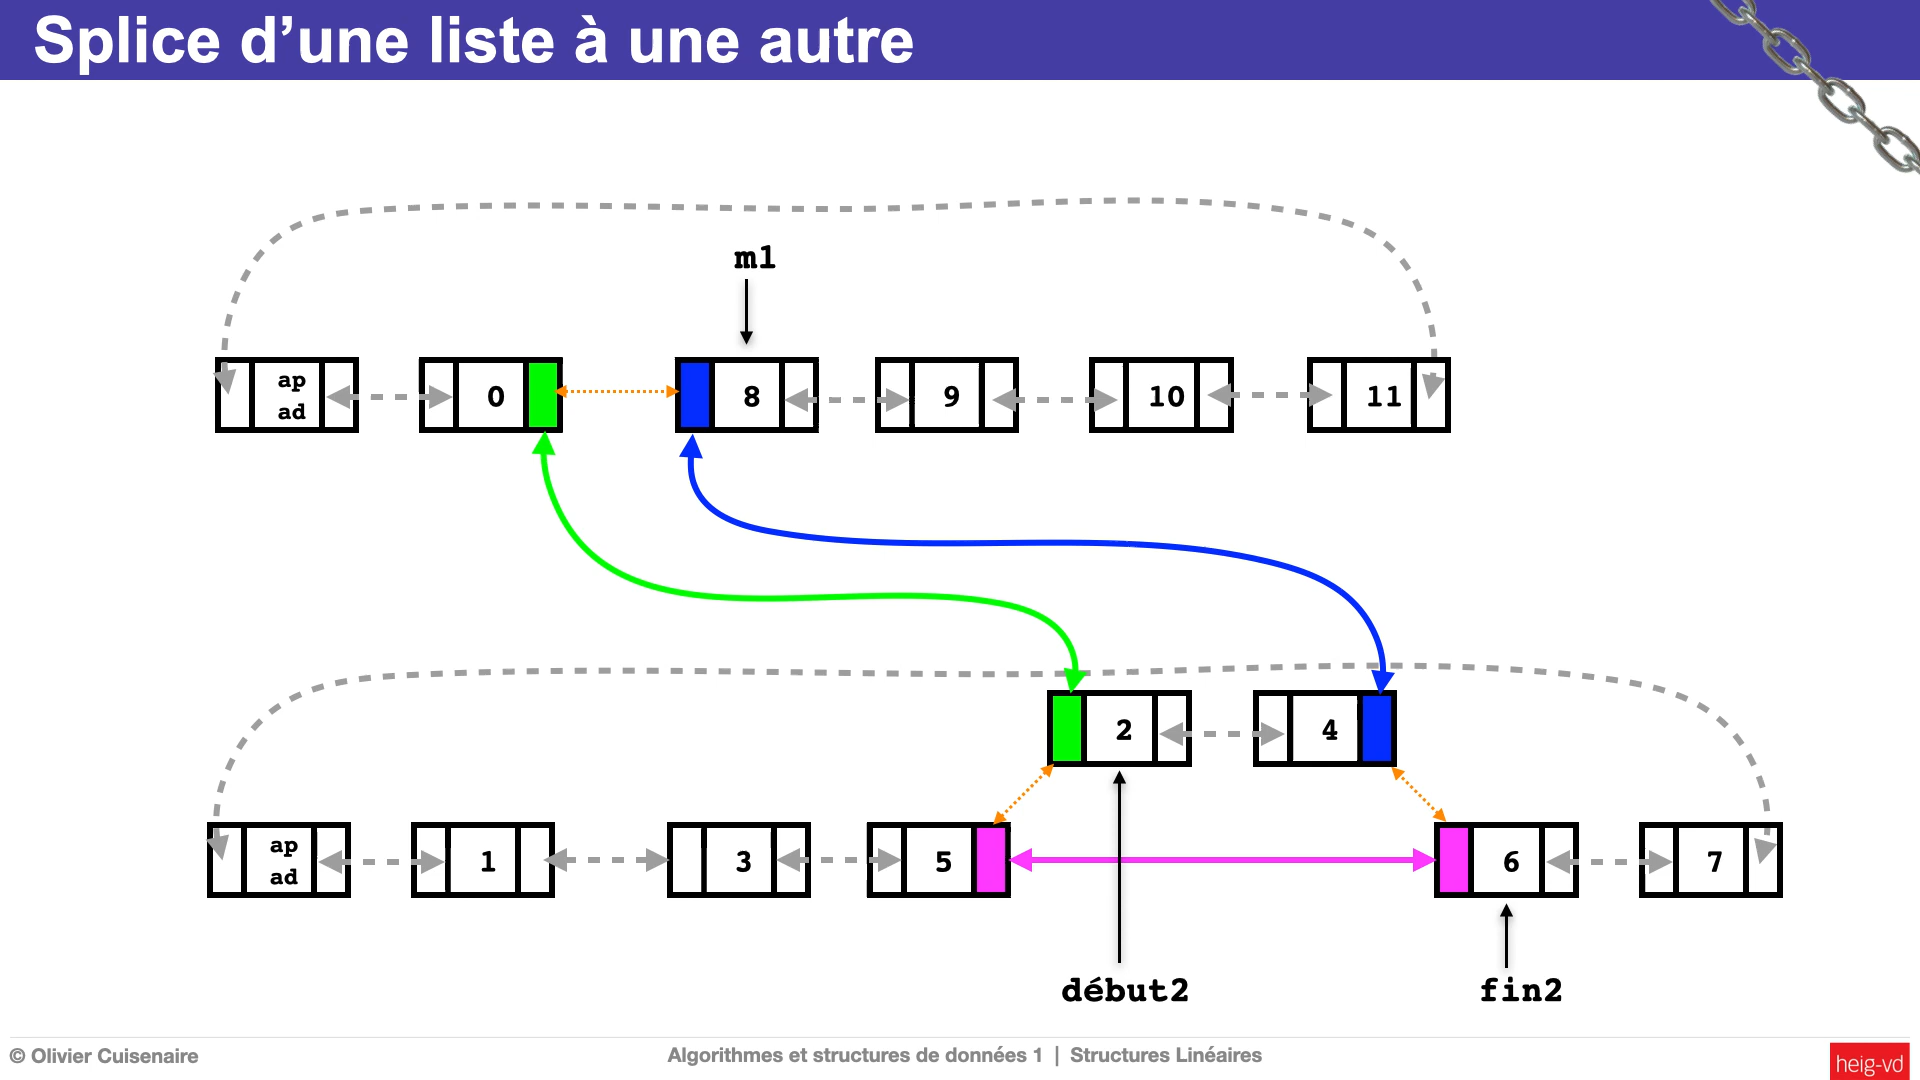 Splice d’une liste à une autre
m1
ap
ad
0
8
9
10
11
2
4
ap
ad
1
3
5
6
7
début2
fin2
© Olivier Cuisenaire
Algorithmes et structures de données 1 | Structures Linéaires
heig-vd